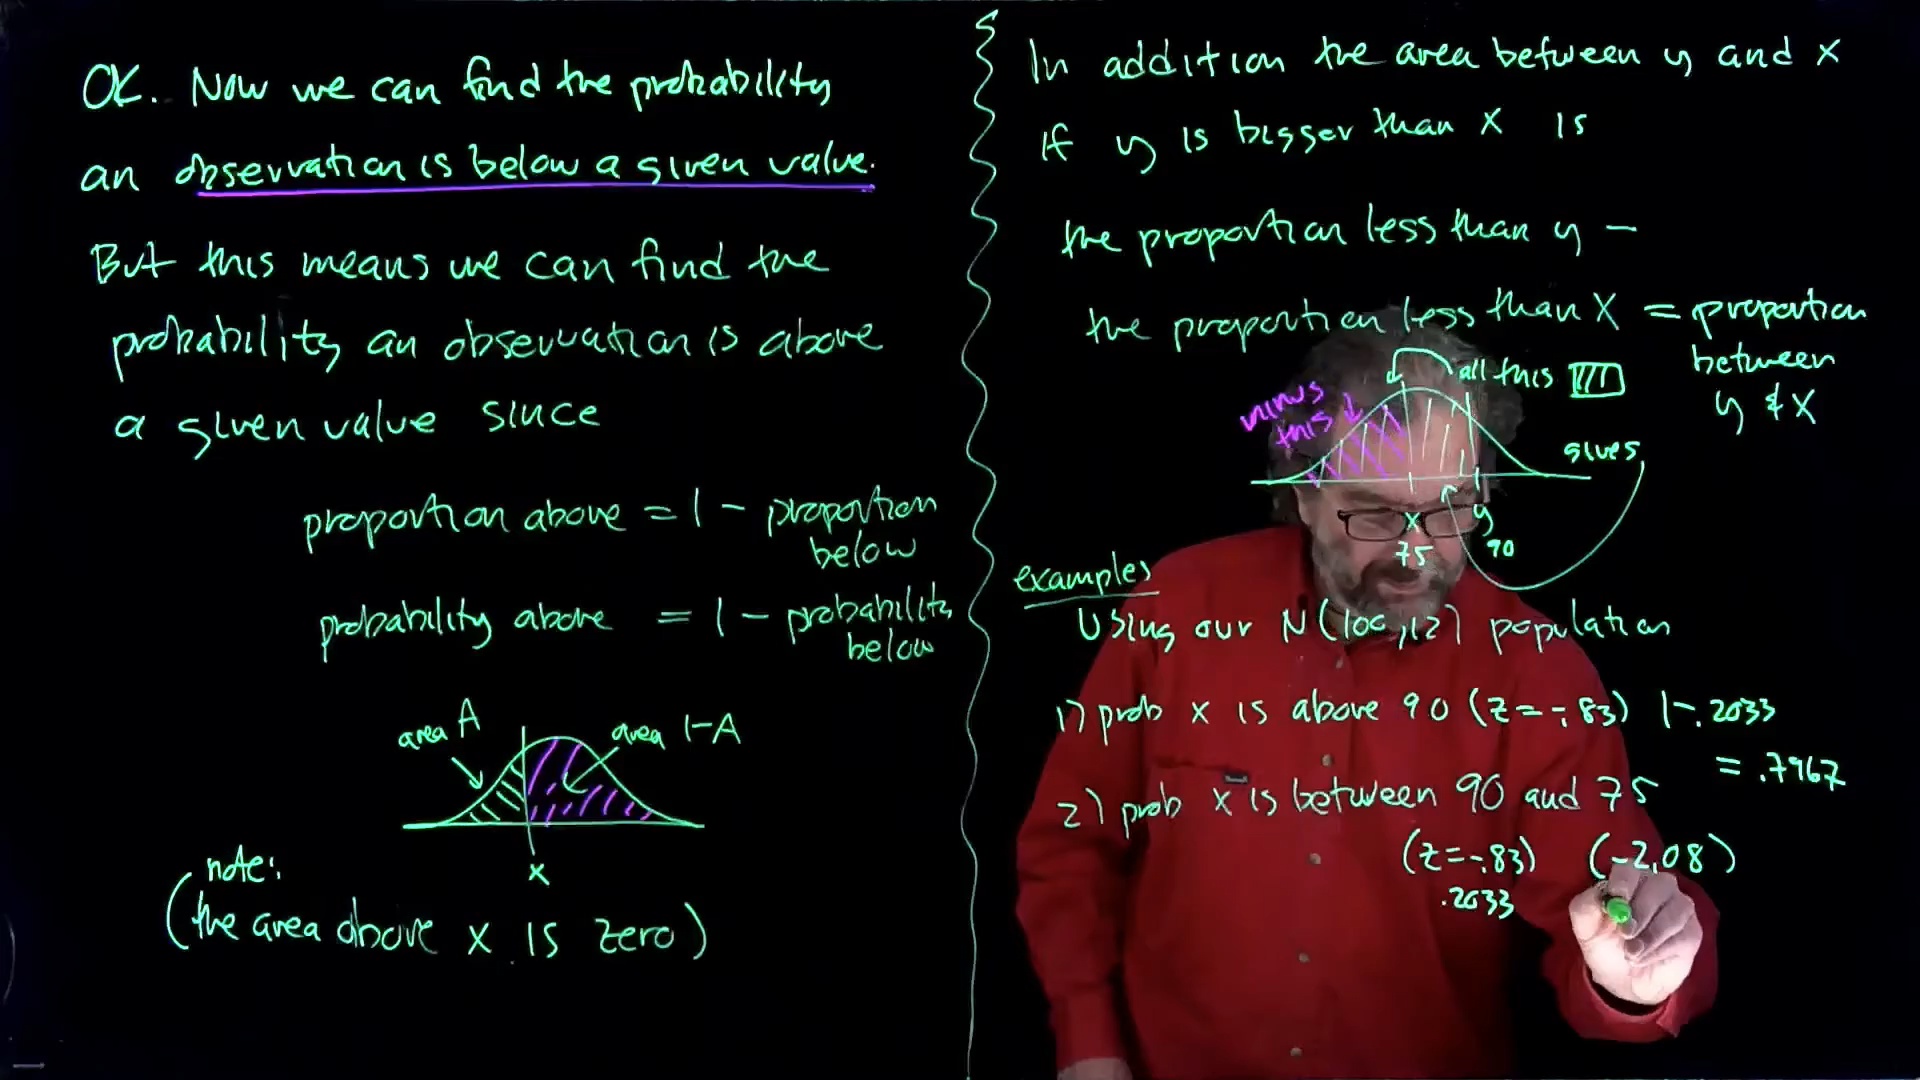 OK. Now we can find the probability
an observation is below a given value.
But this means we can find the
probability an observation is above
a given value since
proportion above = 1 - proportion
below
probability above = 1 - probability
below
area A
area 1-A
x
note:
(the area above x is zero)
In addition the area between y and x
if y is bigger than x is
the proportion less than y -
the proportion less than x = proportion
between
y & x
all this
minus
this
gives
x y
75 90
examples
Using our N(100,12) population
1) prob x is above 90 (z=-.83) 1-.2033
= .7967
2) prob x is between 90 and 75
(z=-.83) (-2.08)
.2033